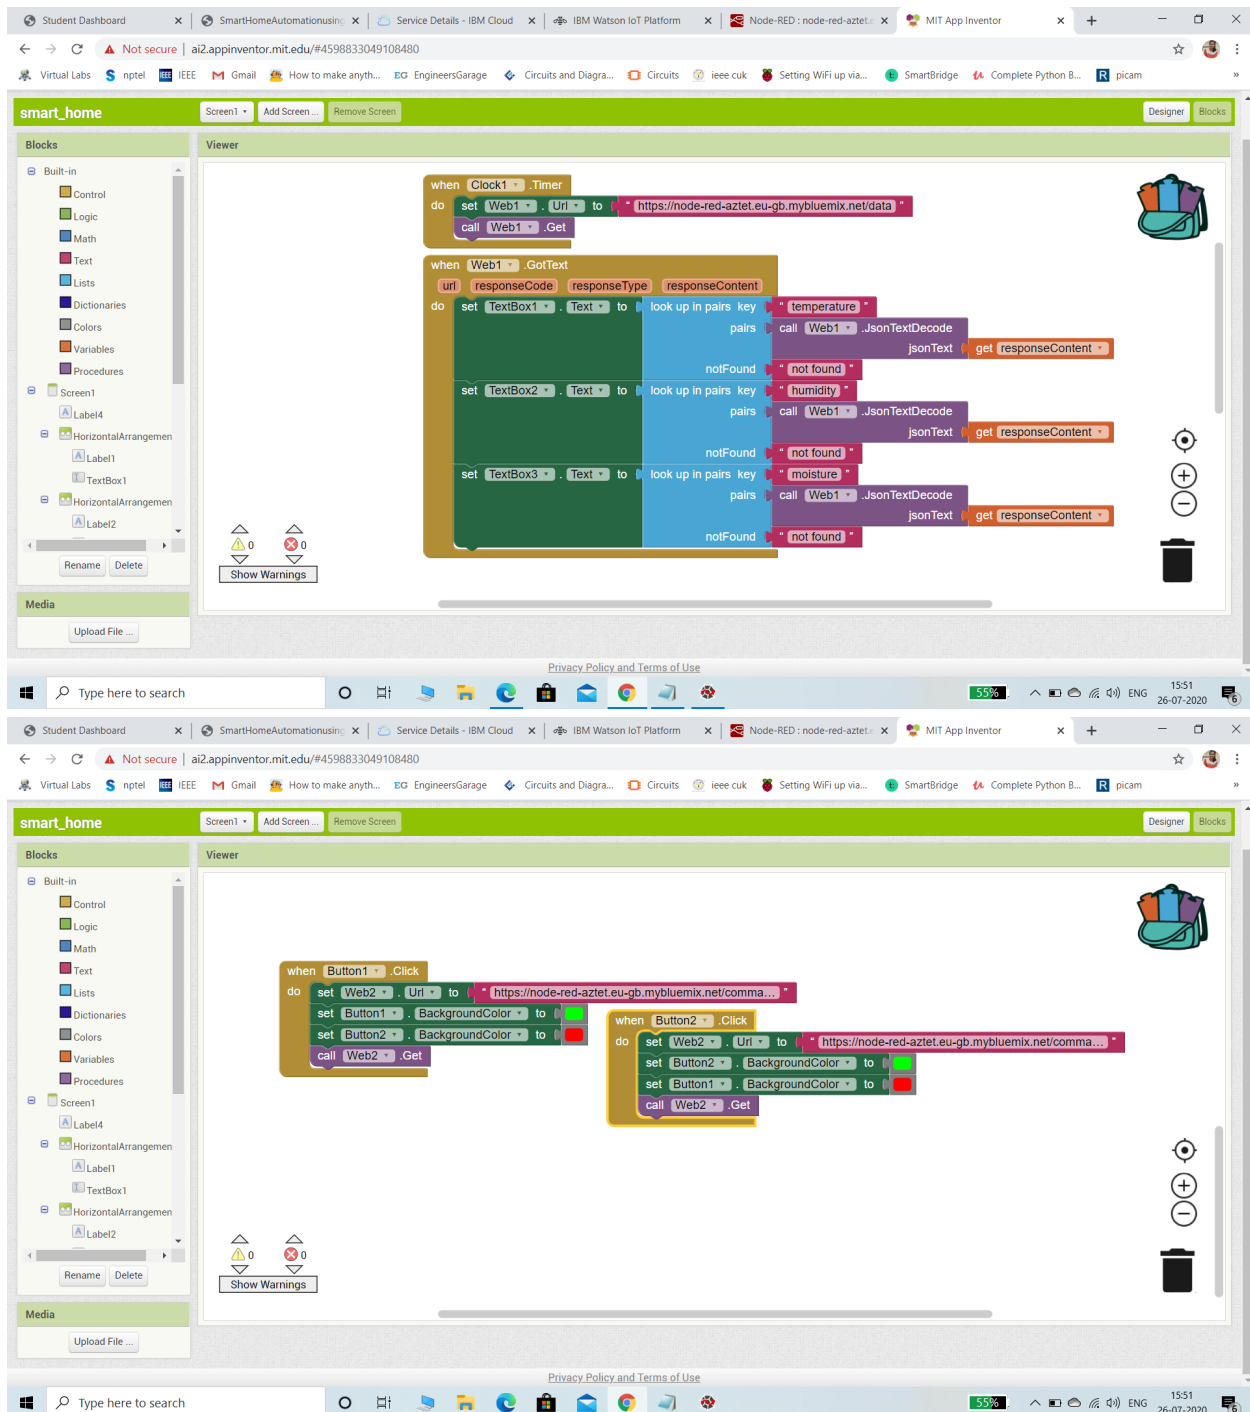 Student Dashboard SmartHomeAutomationusing Service Details - IBM Cloud IBM Watson IoT Platform Node-RED : node-red-aztet.e MIT App Inventor
Not secure | ai2.appinventor.mit.edu/#4598833049108480
Virtual Labs nptel IEEE Gmail How to make anyth... EngineersGarage Circuits and Diagra... Circuits ieee cuk Setting WiFi up via... SmartBridge Complete Python B... picam »
smart_home Screen1 Add Screen ... Remove Screen Designer Blocks
Blocks Viewer
Built-in
Control
Logic
Math
Text
Lists
Dictionaries
Colors
Variables
Procedures
Screen1
Label4
HorizontalArrangemen
Label1
TextBox1
HorizontalArrangemen
Label2
Rename Delete
Media
Upload File ...
when Clock1 .Timer
do set Web1 . Url to " https://node-red-aztet.eu-gb.mybluemix.net/data "
call Web1 .Get
when Web1 .GotText
url responseCode responseType responseContent
do set TextBox1 . Text to look up in pairs key " temperature "
pairs call Web1 .JsonTextDecode
jsonText get responseContent
notFound " not found "
set TextBox2 . Text to look up in pairs key " humidity "
pairs call Web1 .JsonTextDecode
jsonText get responseContent
notFound " not found "
set TextBox3 . Text to look up in pairs key " moisture "
pairs call Web1 .JsonTextDecode
jsonText get responseContent
notFound " not found "
0 0
Show Warnings
Privacy Policy and Terms of Use
Type here to search 55% ENG 15:51
26-07-2020 6
Student Dashboard SmartHomeAutomationusing Service Details - IBM Cloud IBM Watson IoT Platform Node-RED : node-red-aztet.e MIT App Inventor
Not secure | ai2.appinventor.mit.edu/#4598833049108480
Virtual Labs nptel IEEE Gmail How to make anyth... EngineersGarage Circuits and Diagra... Circuits ieee cuk Setting WiFi up via... SmartBridge Complete Python B... picam »
smart_home Screen1 Add Screen ... Remove Screen Designer Blocks
Blocks Viewer
Built-in
Control
Logic
Math
Text
Lists
Dictionaries
Colors
Variables
Procedures
Screen1
Label4
HorizontalArrangemen
Label1
TextBox1
HorizontalArrangemen
Label2
Rename Delete
Media
Upload File ...
when Button1 .Click
do set Web2 . Url to " https://node-red-aztet.eu-gb.mybluemix.net/comma... "
set Button1 . BackgroundColor to
set Button2 . BackgroundColor to
call Web2 .Get
when Button2 .Click
do set Web2 . Url to " https://node-red-aztet.eu-gb.mybluemix.net/comma... "
set Button2 . BackgroundColor to
set Button1 . BackgroundColor to
call Web2 .Get
0 0
Show Warnings
Privacy Policy and Terms of Use
Type here to search 55% ENG 15:51
26-07-2020 6